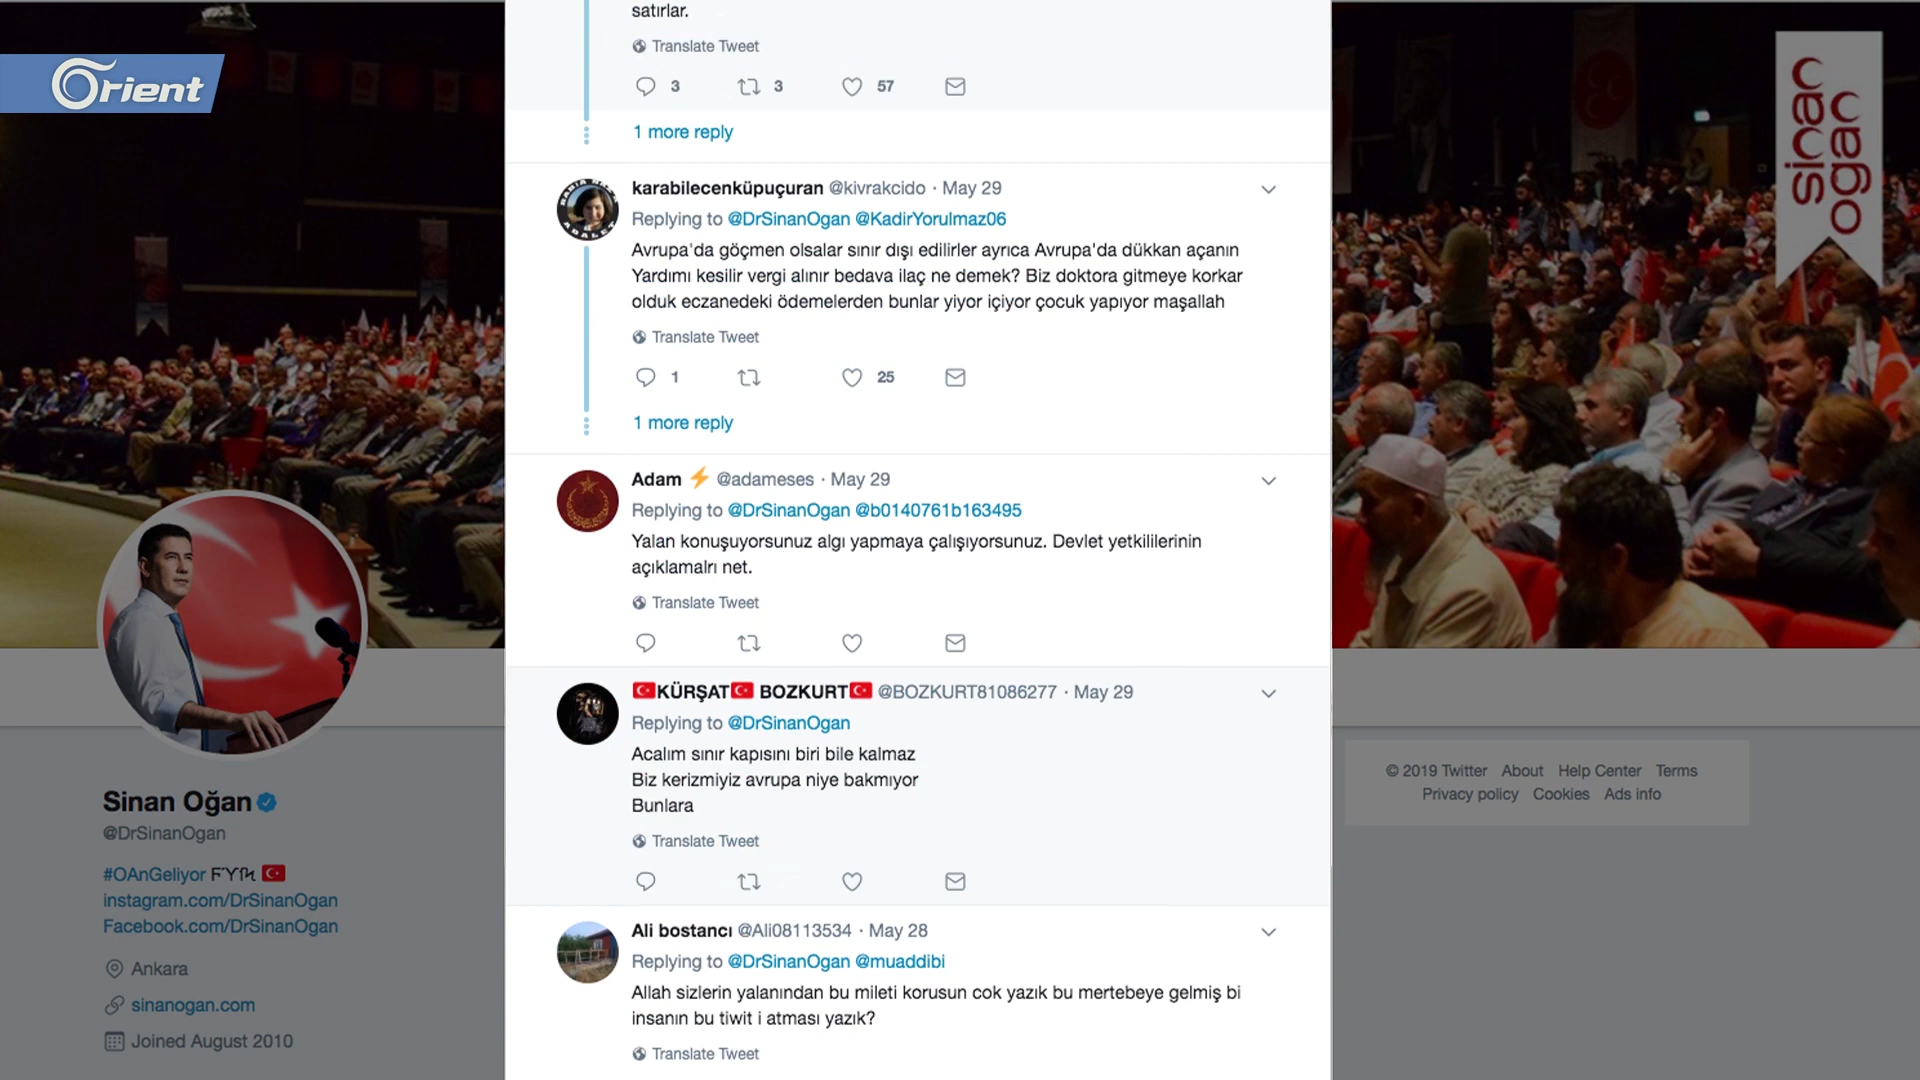 Orient
satırlar.
Translate Tweet
3 3 57
1 more reply
karabilecenküpuçuran @kivrakcido · May 29
Replying to @DrSinanOgan @KadirYorulmaz06
Avrupa'da göçmen olsalar sınır dışı edilirler ayrıca Avrupa'da dükkan açanın
Yardımı kesilir vergi alınır bedava ilaç ne demek? Biz doktora gitmeye korkar
olduk eczanedeki ödemelerden bunlar yiyor içiyor çocuk yapıyor maşallah
Translate Tweet
1 25
1 more reply
Adam ⚡ @adameses · May 29
Replying to @DrSinanOgan @b0140761b163495
Yalan konuşuyorsunuz algı yapmaya çalışıyorsunuz. Devlet yetkililerinin
açıklamalrı net.
Translate Tweet
🇹🇷KÜRŞAT🇹🇷 BOZKURT🇹🇷 @BOZKURT81086277 · May 29
Replying to @DrSinanOgan
Acalım sınır kapısını biri bile kalmaz
Biz kerizmiyiz avrupa niye bakmıyor
Bunlara
Translate Tweet
Ali bostancı @Ali08113534 · May 28
Replying to @DrSinanOgan @muaddibi
Allah sizlerin yalanından bu mileti korusun cok yazık bu mertebeye gelmiş bi
insanın bu tiwit i atması yazık?
Translate Tweet
Sinan Oğan
@DrSinanOgan
#OAnGeliyor 🇹🇷
instagram.com/DrSinanOgan
Facebook.com/DrSinanOgan
Ankara
sinanogan.com
Joined August 2010
sinan
ogan
© 2019 Twitter About Help Center Terms
Privacy policy Cookies Ads info